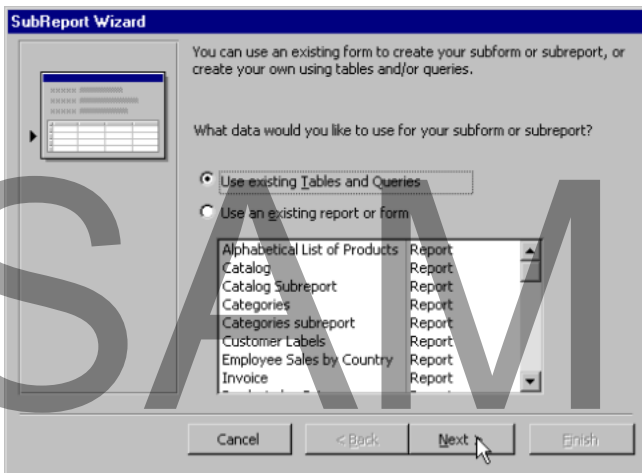 SubReport Wizard
You can use an existing form to create your subform or subreport, or
create your own using tables and/or queries.
xxxxx
xxxxx
xxxxx
What data would you like to use for your subform or subreport?
Use existing Tables and Queries
Use an existing report or form
Alphabetical List of Products Report
Catalog Report
Catalog Subreport Report
Categories Report
Categories subreport Report
Customer Labels Report
Employee Sales by Country Report
Invoice Report
Cancel < Back Next > Finish
SAM